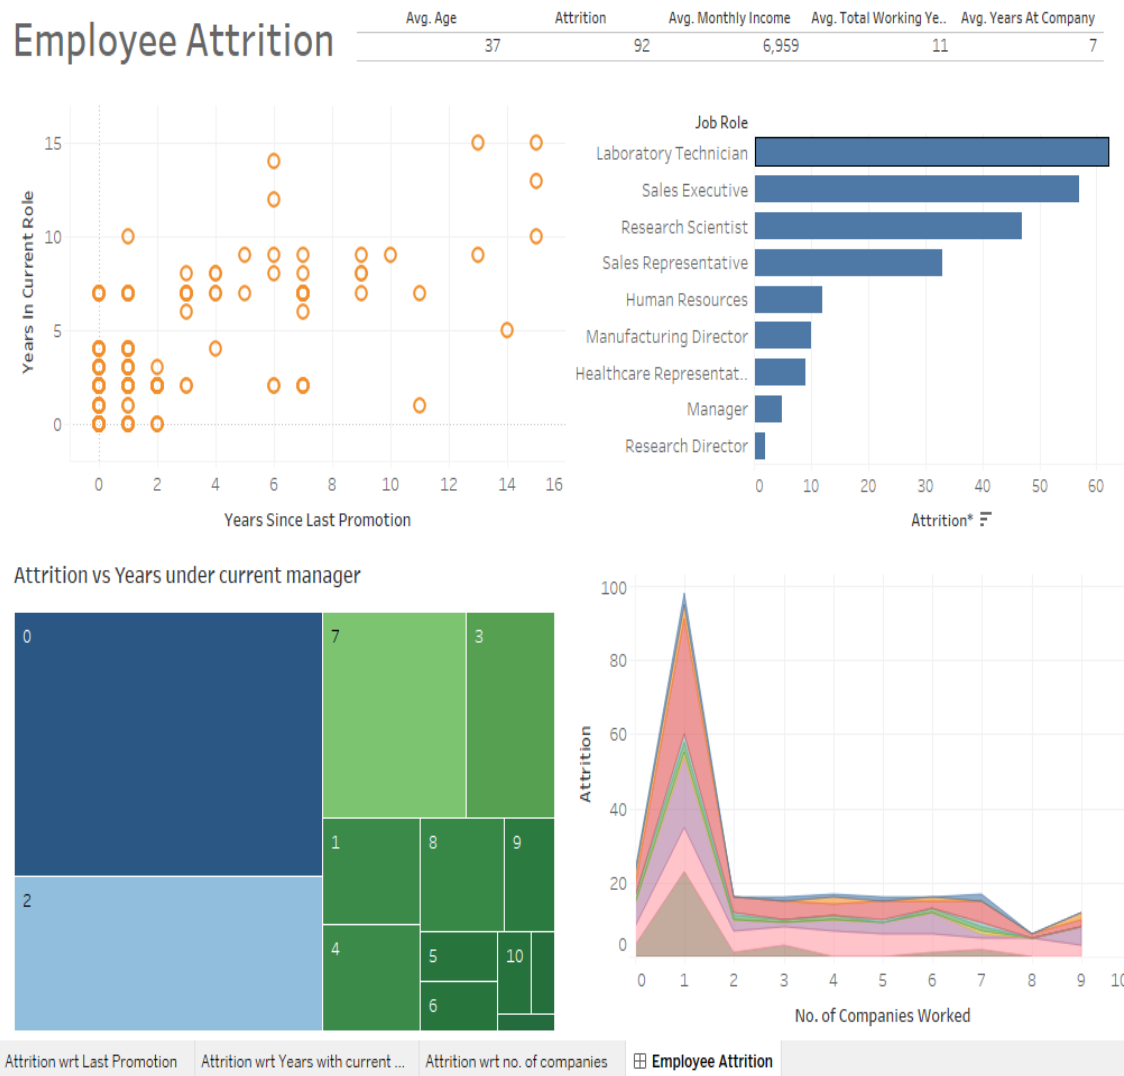 Employee Attrition
Avg. Age Attrition Avg. Monthly Income Avg. Total Working Ye.. Avg. Years At Company
37 92 6,959 11 7
Years In Current Role
15
10
5
0
0 2 4 6 8 10 12 14 16
Years Since Last Promotion
Job Role
Laboratory Technician
Sales Executive
Research Scientist
Sales Representative
Human Resources
Manufacturing Director
Healthcare Representat..
Manager
Research Director
0 10 20 30 40 50 60
Attrition*
Attrition vs Years under current manager
0 7 3
1 8 9
2
4 5 10
6
Attrition
100
80
60
40
20
0
0 1 2 3 4 5 6 7 8 9 10
No. of Companies Worked
Attrition wrt Last Promotion Attrition wrt Years with current ... Attrition wrt no. of companies Employee Attrition